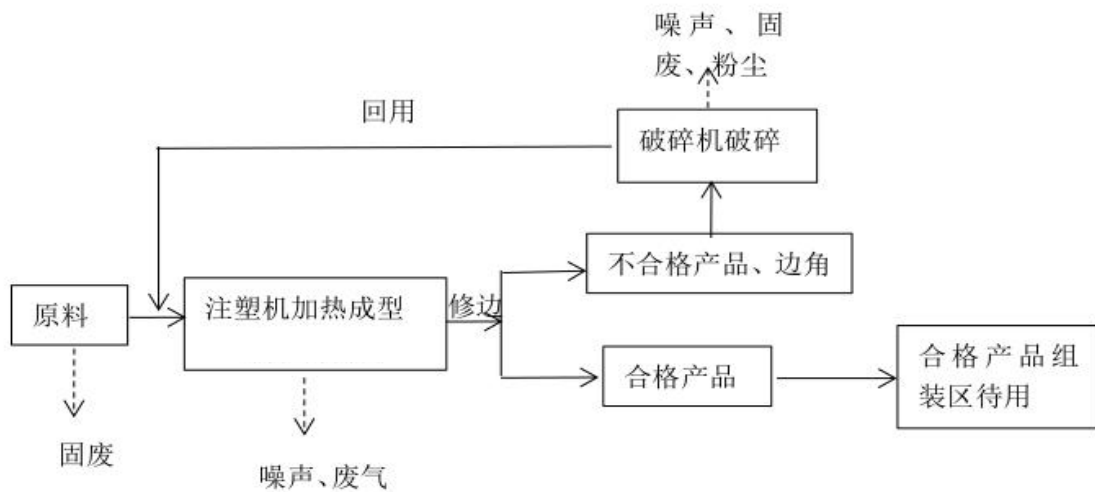 噪声、固
废、粉尘
回用
破碎机破碎
不合格产品、边角
原料
注塑机加热成型
修边
合格产品
合格产品组
装区待用
固废
噪声、废气